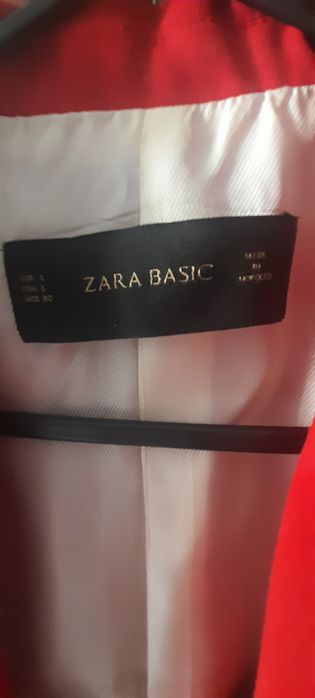 EUR L
USA L
MEX 30
ZARA BASIC
MADE
IN
MOROCCO